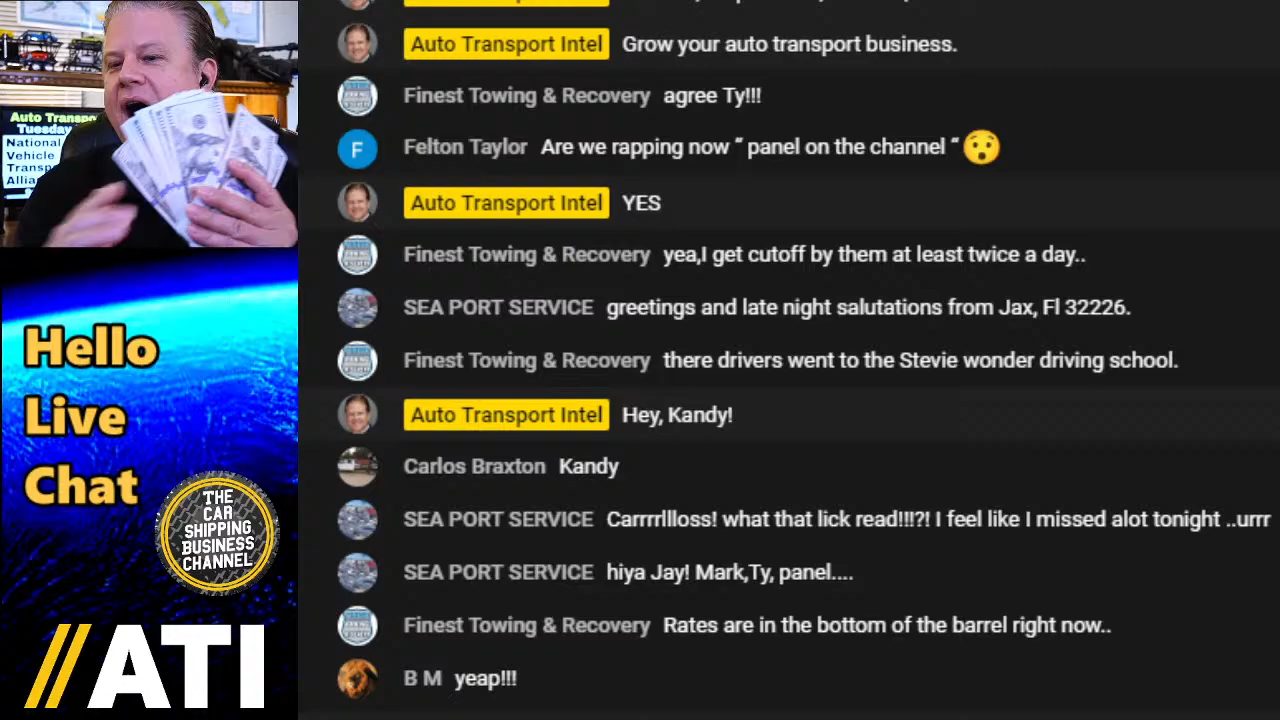 Auto Transpo
Tuesday
National
Vehicle
Transp
Allia
Hello
Live
Chat
THE
CAR
SHIPPING
BUSINESS
CHANNEL
//ATI
Auto Transport Intel Grow your auto transport business.
Finest Towing & Recovery agree Ty!!!
F Felton Taylor Are we rapping now “ panel on the channel “ 😯
Auto Transport Intel YES
Finest Towing & Recovery yea,I get cutoff by them at least twice a day..
SEA PORT SERVICE greetings and late night salutations from Jax, Fl 32226.
Finest Towing & Recovery there drivers went to the Stevie wonder driving school.
Auto Transport Intel Hey, Kandy!
Carlos Braxton Kandy
SEA PORT SERVICE Carrrrllloss! what that lick read!!!?! I feel like I missed alot tonight ..urrr
SEA PORT SERVICE hiya Jay! Mark,Ty, panel....
Finest Towing & Recovery Rates are in the bottom of the barrel right now..
B M yeap!!!